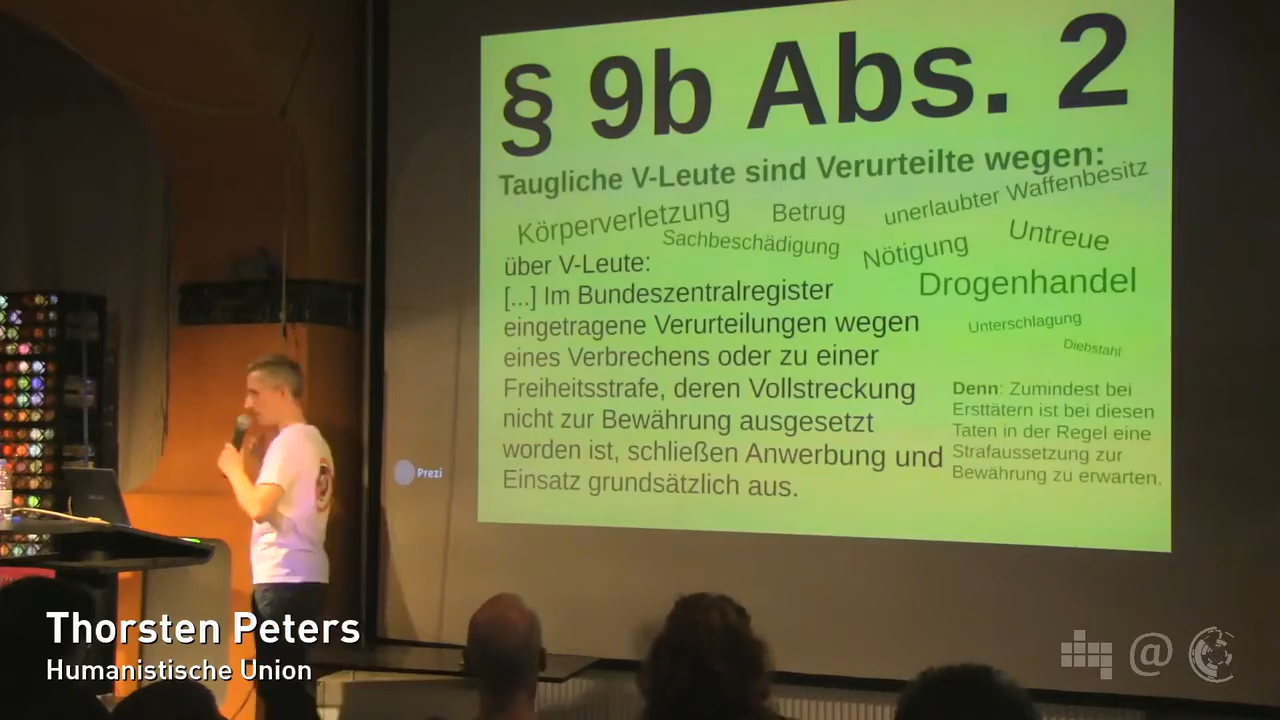 § 9b Abs. 2
Taugliche V-Leute sind Verurteilte wegen:
Körperverletzung
Betrug
unerlaubter Waffenbesitz
Sachbeschädigung
Nötigung
Untreue
Drogenhandel
Unterschlagung
Diebstahl
über V-Leute:
[...] Im Bundeszentralregister
eingetragene Verurteilungen wegen
eines Verbrechens oder zu einer
Freiheitsstrafe, deren Vollstreckung
nicht zur Bewährung ausgesetzt
worden ist, schließen Anwerbung und
Einsatz grundsätzlich aus.
Denn: Zumindest bei
Ersttätern ist bei diesen
Taten in der Regel eine
Strafaussetzung zur
Bewährung zu erwarten.
Prezi
Thorsten Peters
Humanistische Union
@